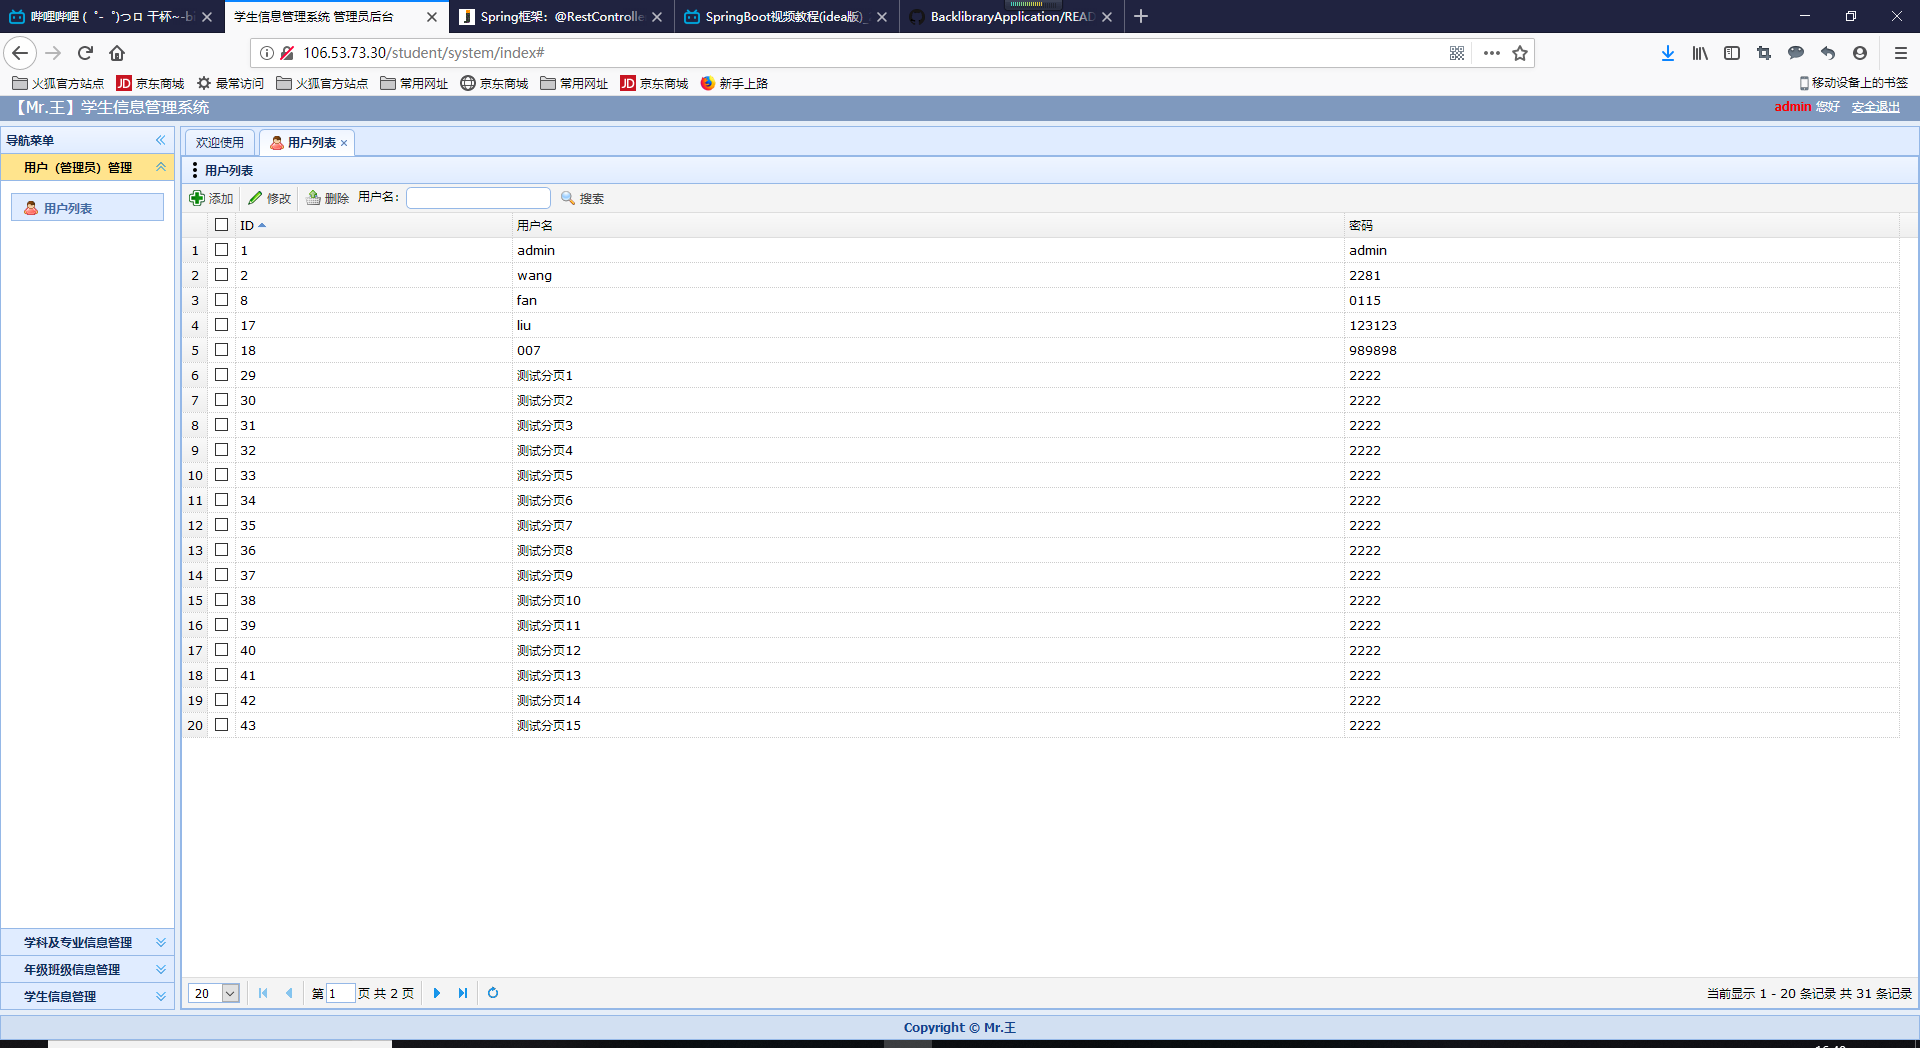 哔哩哔哩 ( ゜- ゜)つロ 干杯~-bi
学生信息管理系统 管理员后台
Spring框架：@RestControlle
SpringBoot视频教程(idea版)_
BacklibraryApplication/READ
106.53.73.30/student/system/index#
火狐官方站点 JD 京东商城 最常访问 火狐官方站点 常用网址 京东商城 常用网址 JD 京东商城 新手上路 移动设备上的书签
【Mr.王】学生信息管理系统 admin 您好 安全退出
导航菜单
用户（管理员）管理
用户列表
学科及专业信息管理
年级班级信息管理
学生信息管理
欢迎使用 用户列表
用户列表
添加 修改 删除 用户名： 搜索
ID 用户名 密码
1 1 admin admin
2 2 wang 2281
3 8 fan 0115
4 17 liu 123123
5 18 007 989898
6 29 测试分页1 2222
7 30 测试分页2 2222
8 31 测试分页3 2222
9 32 测试分页4 2222
10 33 测试分页5 2222
11 34 测试分页6 2222
12 35 测试分页7 2222
13 36 测试分页8 2222
14 37 测试分页9 2222
15 38 测试分页10 2222
16 39 测试分页11 2222
17 40 测试分页12 2222
18 41 测试分页13 2222
19 42 测试分页14 2222
20 43 测试分页15 2222
20 第 1 页 共 2 页 当前显示 1 - 20 条记录 共 31 条记录
Copyright © Mr.王